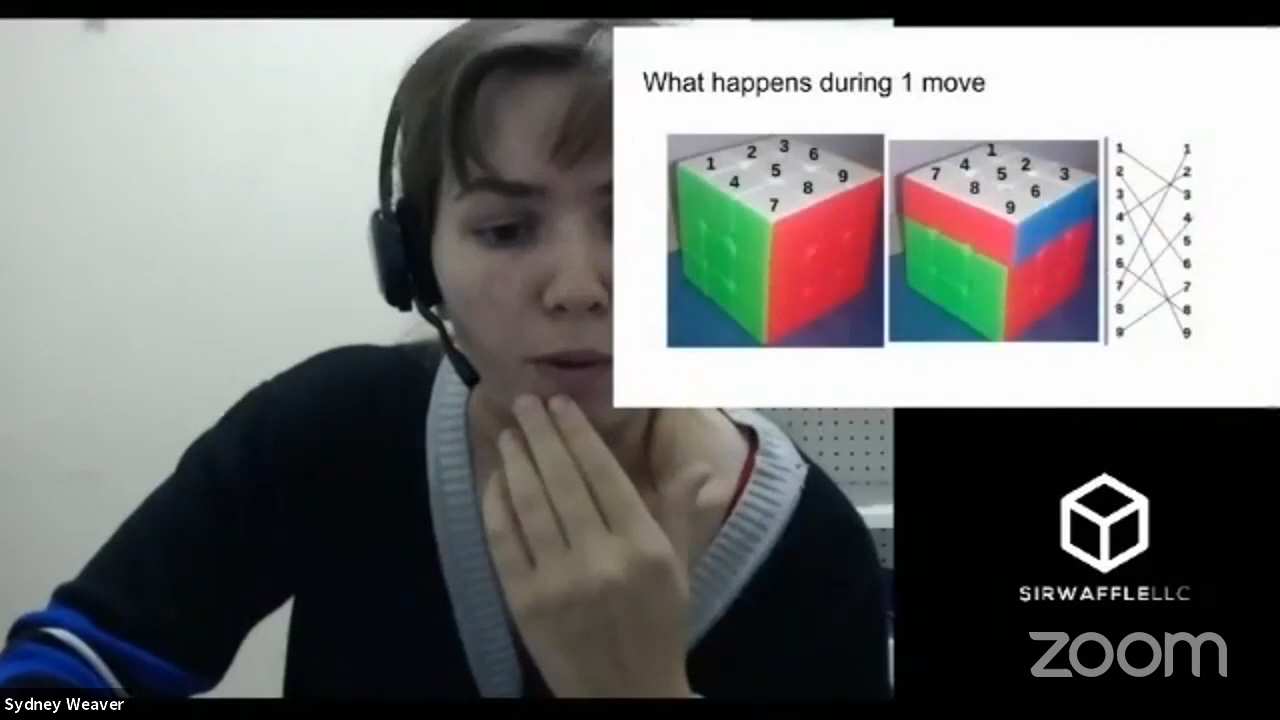 What happens during 1 move
1 2 3 6
4 5 8 9
7
1
7 4 5 2 3
8 6
9
1 1
2 2
3 3
4 4
5 5
6 6
7 7
8 8
9 9
SIRWAFFLELLC
zoom
Sydney Weaver